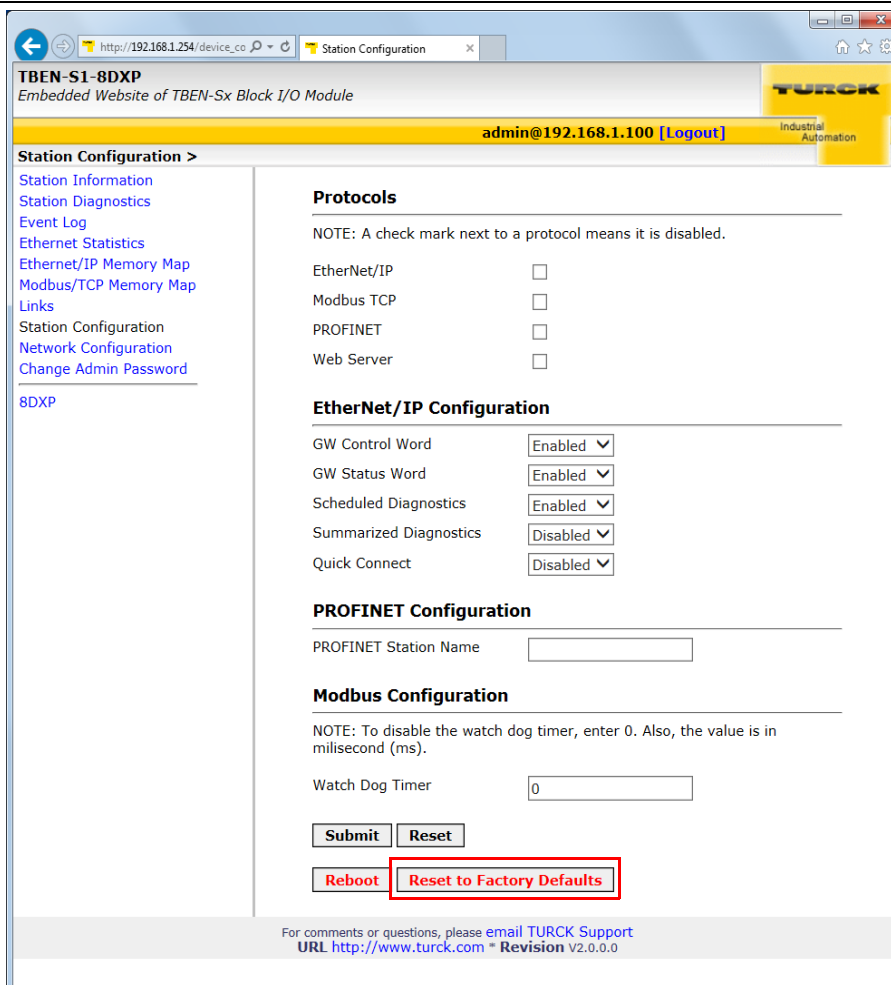 http://192.168.1.254/device_co
Station Configuration
TBEN-S1-8DXP
Embedded Website of TBEN-Sx Block I/O Module
TURCK
Industrial
Automation
admin@192.168.1.100 [Logout]
Station Configuration >
Station Information
Station Diagnostics
Event Log
Ethernet Statistics
Ethernet/IP Memory Map
Modbus/TCP Memory Map
Links
Station Configuration
Network Configuration
Change Admin Password
8DXP
Protocols
NOTE: A check mark next to a protocol means it is disabled.
EtherNet/IP
Modbus TCP
PROFINET
Web Server
EtherNet/IP Configuration
GW Control Word Enabled
GW Status Word Enabled
Scheduled Diagnostics Enabled
Summarized Diagnostics Disabled
Quick Connect Disabled
PROFINET Configuration
PROFINET Station Name
Modbus Configuration
NOTE: To disable the watch dog timer, enter 0. Also, the value is in
milisecond (ms).
Watch Dog Timer 0
Submit Reset
Reboot Reset to Factory Defaults
For comments or questions, please email TURCK Support
URL http://www.turck.com * Revision V2.0.0.0